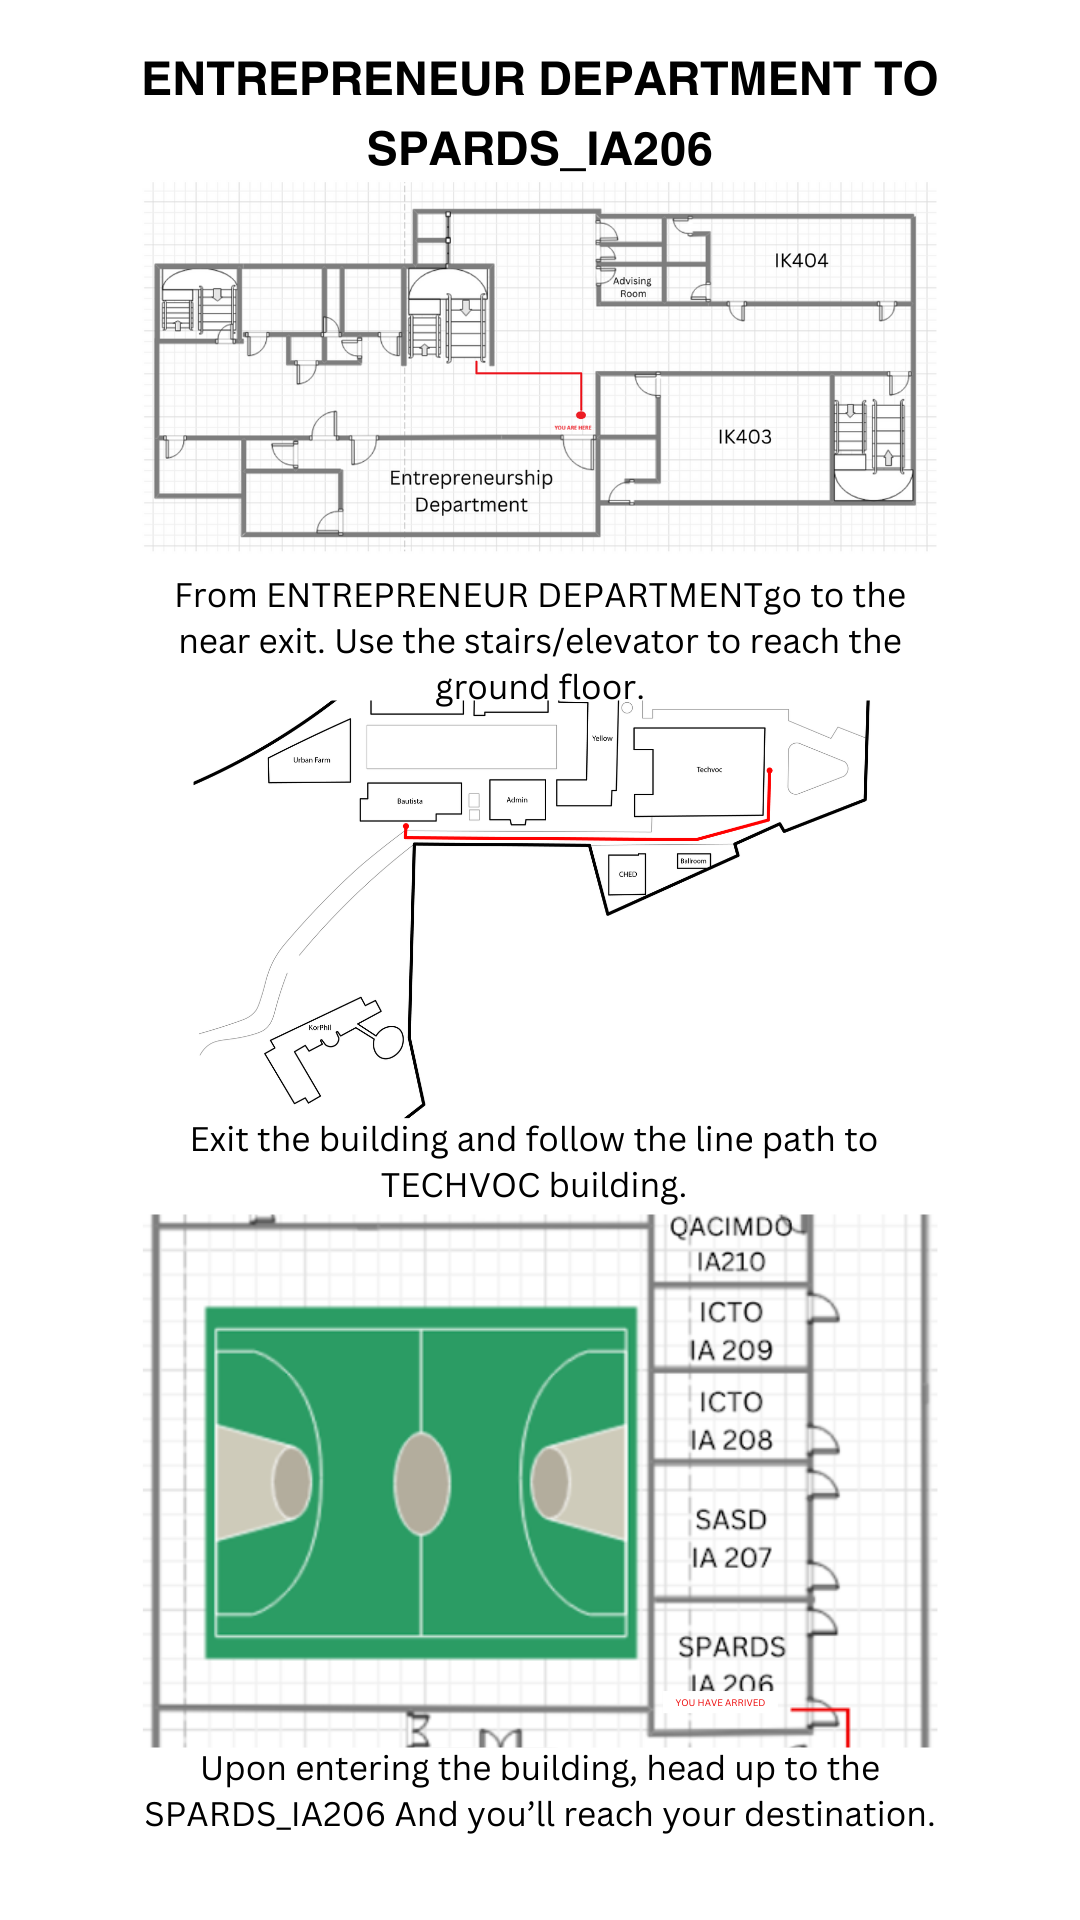 ENTREPRENEUR DEPARTMENT TO
SPARDS_IA206
IK404
Advising
Room
YOU ARE HERE
IK403
Entrepreneurship
Department
From ENTREPRENEUR DEPARTMENTgo to the
near exit. Use the stairs/elevator to reach the
ground floor.
Urban Farm
Yellow
Techvoc
Bautista
Admin
CHED
Ballroom
KorPhil
Exit the building and follow the line path to
TECHVOC building.
QACIMDO
IA210
ICTO
IA 209
ICTO
IA 208
SASD
IA 207
SPARDS
IA 206
YOU HAVE ARRIVED
Upon entering the building, head up to the
SPARDS_IA206 And you’ll reach your destination.